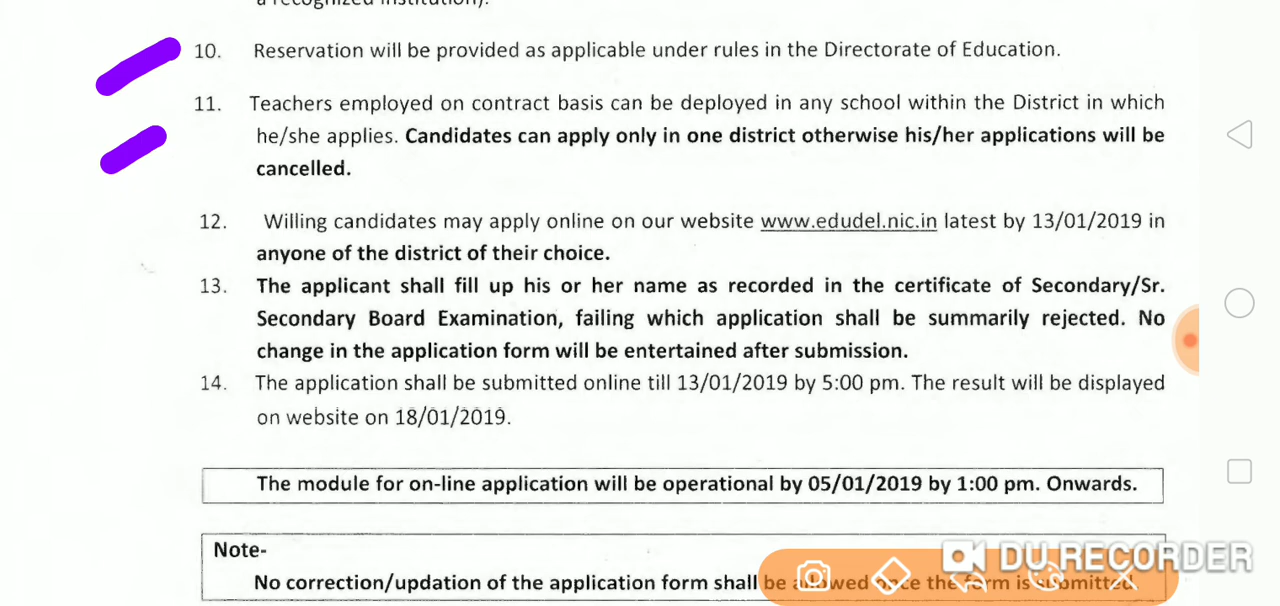 a recognized institution).
10. Reservation will be provided as applicable under rules in the Directorate of Education.
11. Teachers employed on contract basis can be deployed in any school within the District in which
he/she applies. Candidates can apply only in one district otherwise his/her applications will be
cancelled.
12. Willing candidates may apply online on our website www.edudel.nic.in latest by 13/01/2019 in
anyone of the district of their choice.
13. The applicant shall fill up his or her name as recorded in the certificate of Secondary/Sr.
Secondary Board Examination, failing which application shall be summarily rejected. No
change in the application form will be entertained after submission.
14. The application shall be submitted online till 13/01/2019 by 5:00 pm. The result will be displayed
on website on 18/01/2019.
The module for on-line application will be operational by 05/01/2019 by 1:00 pm. Onwards.
Note-
DU RECORDER
No correction/updation of the application form shall be allowed once the form is submitted.